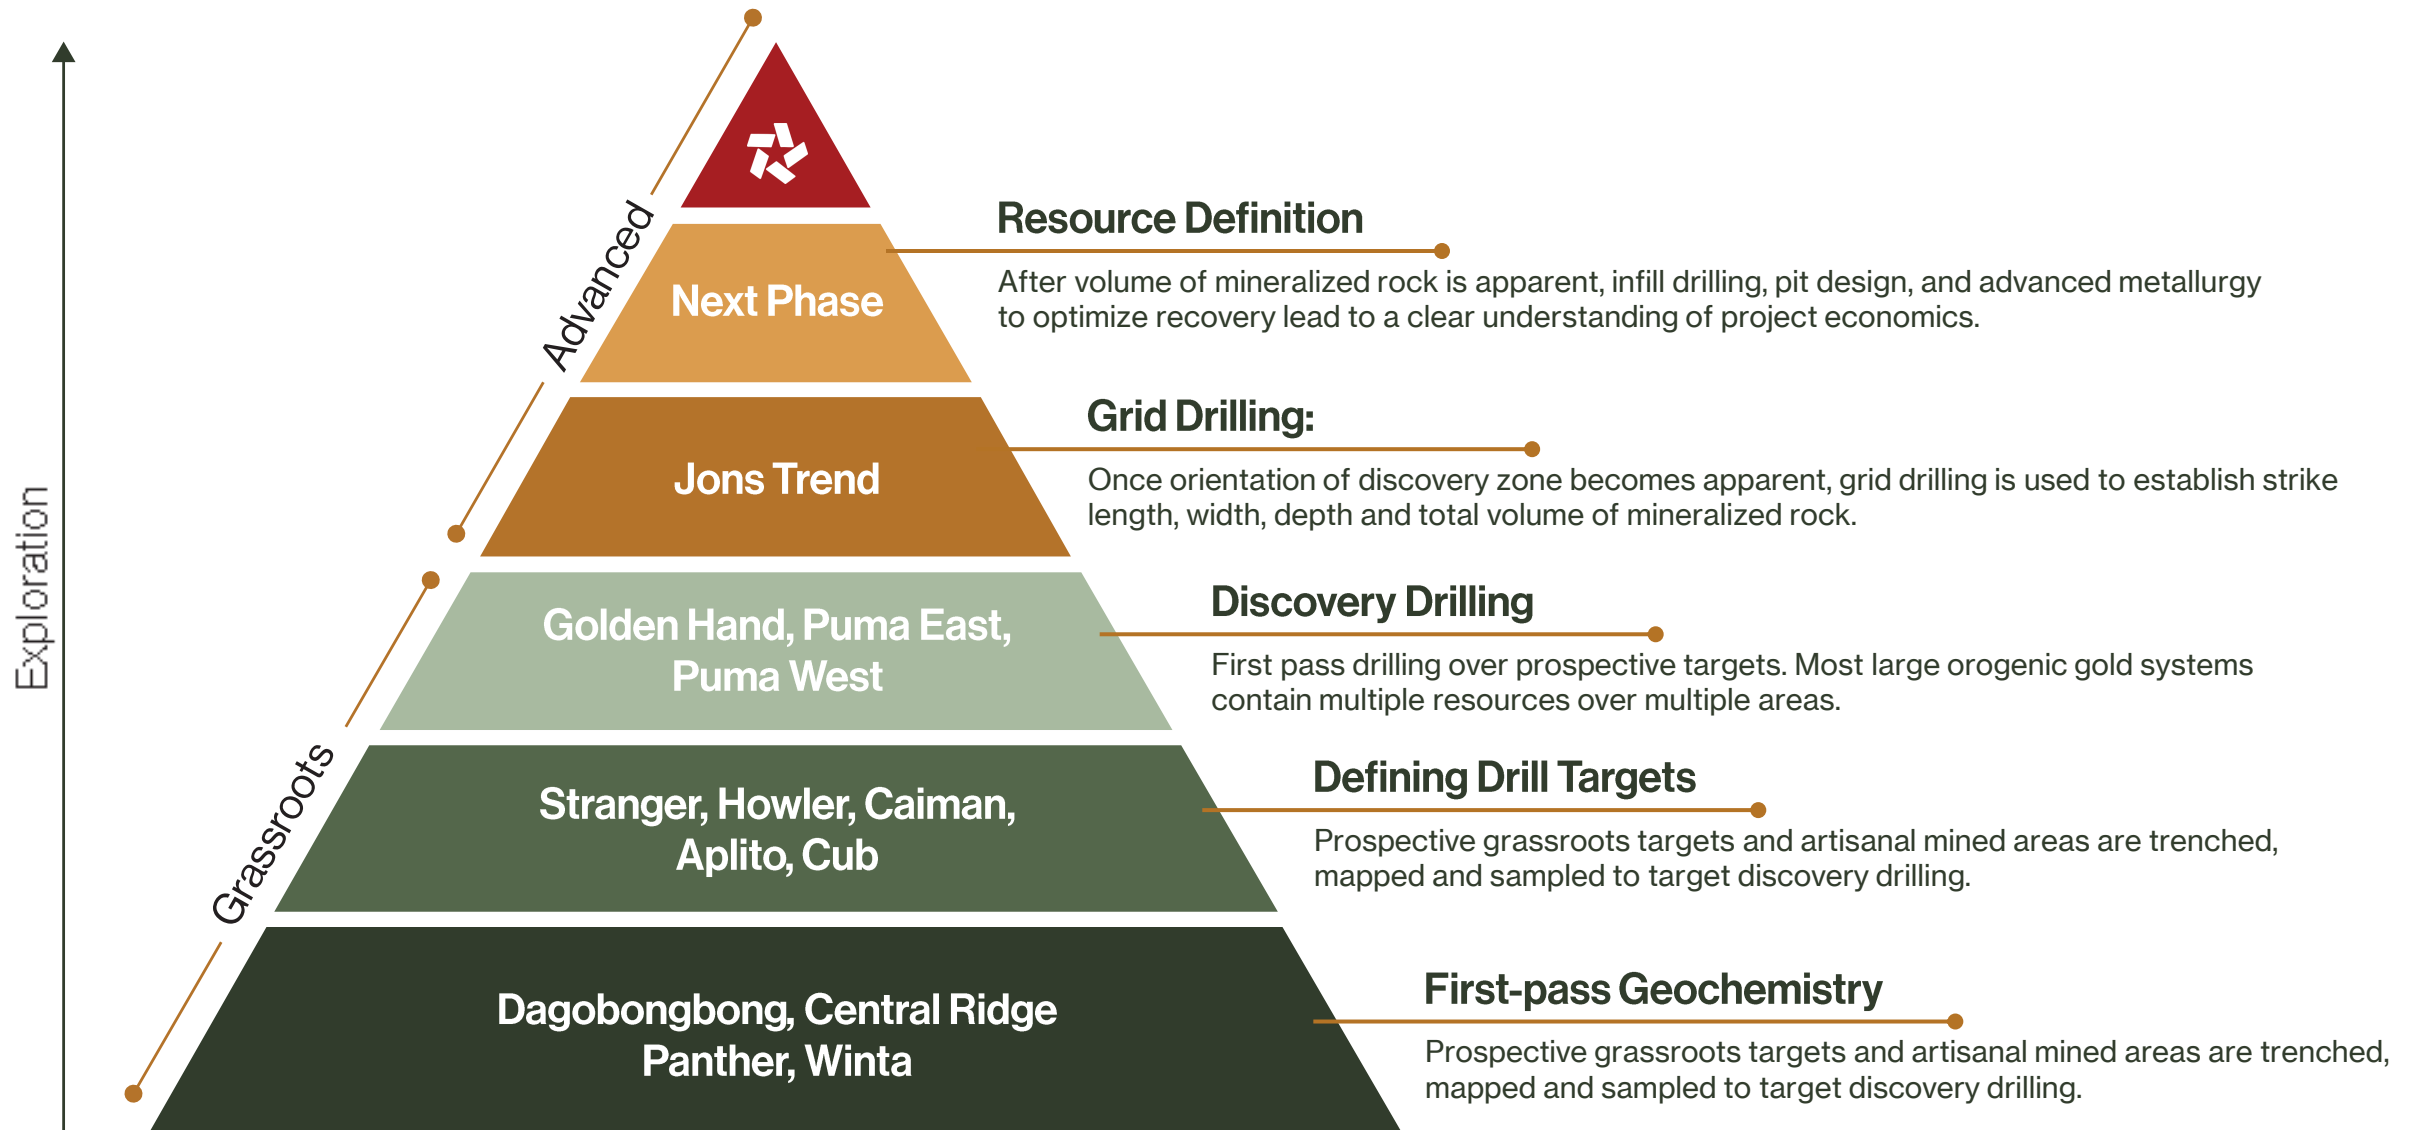 Exploration
Advanced
Grassroots
Resource Definition
After volume of mineralized rock is apparent, infill drilling, pit design, and advanced metallurgy
to optimize recovery lead to a clear understanding of project economics.
Next Phase
Grid Drilling:
Once orientation of discovery zone becomes apparent, grid drilling is used to establish strike
length, width, depth and total volume of mineralized rock.
Jons Trend
Discovery Drilling
First pass drilling over prospective targets. Most large orogenic gold systems
contain multiple resources over multiple areas.
Golden Hand, Puma East,
Puma West
Defining Drill Targets
Prospective grassroots targets and artisanal mined areas are trenched,
mapped and sampled to target discovery drilling.
Stranger, Howler, Caiman,
Aplito, Cub
First-pass Geochemistry
Prospective grassroots targets and artisanal mined areas are trenched,
mapped and sampled to target discovery drilling.
Dagobongbong, Central Ridge
Panther, Winta